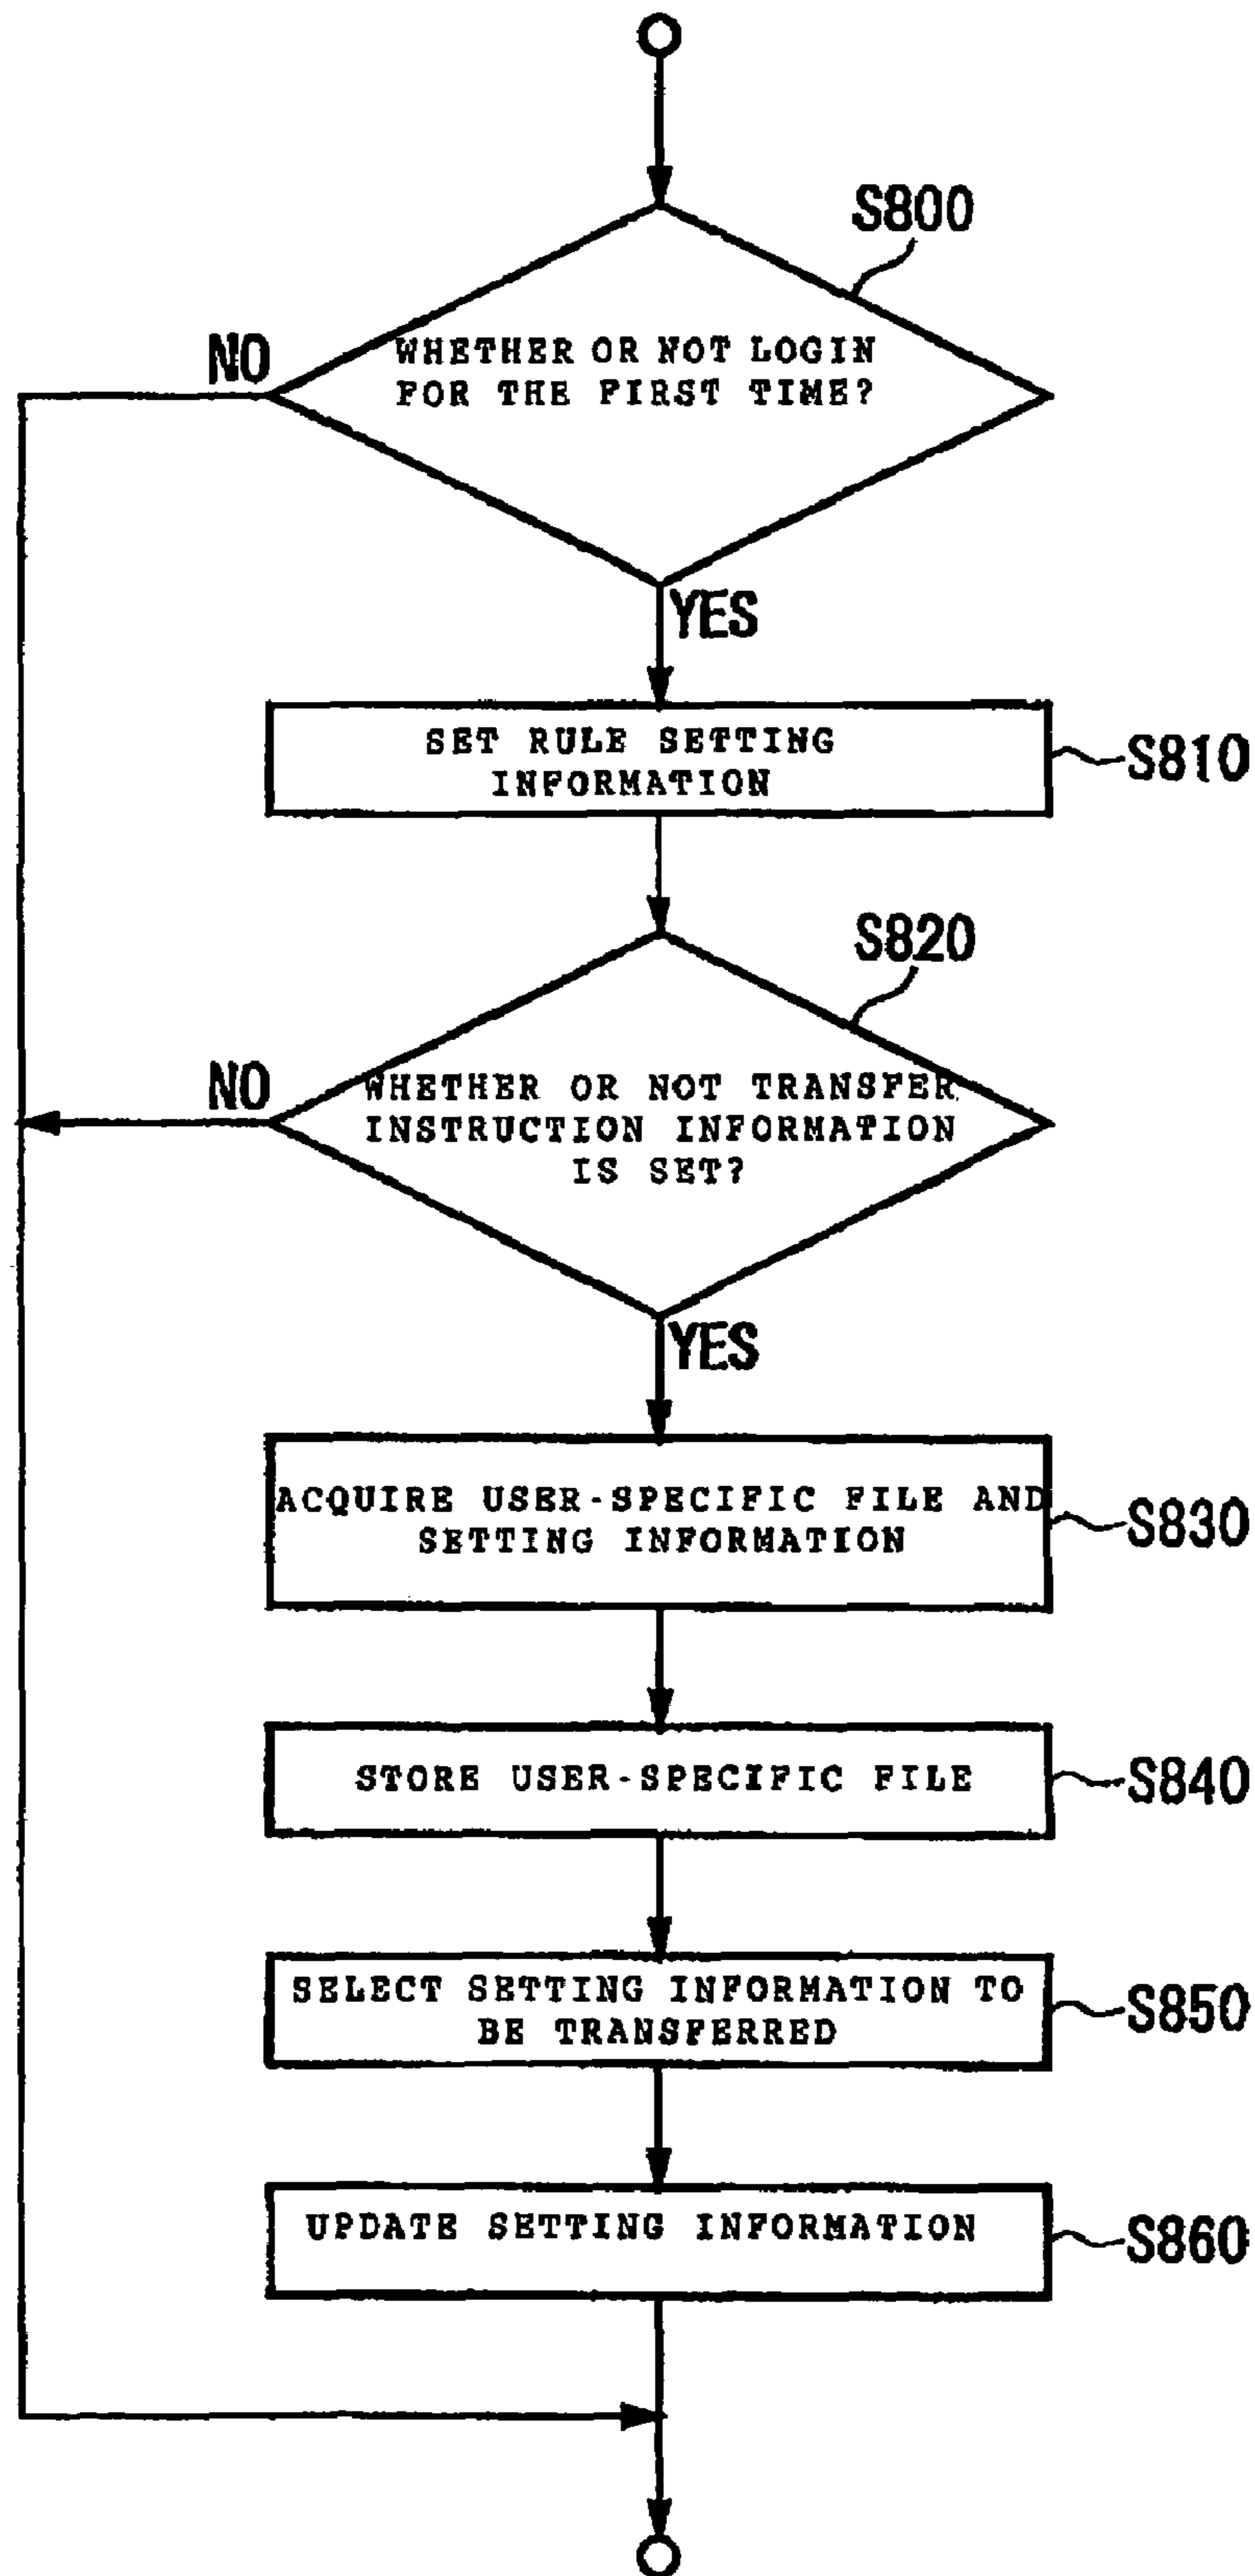 S800
NO
WHETHER OR NOT LOGIN
FOR THE FIRST TIME?
YES
SET RULE SETTING
INFORMATION
S810
S820
NO
WHETHER OR NOT TRANSFER
INSTRUCTION INFORMATION
IS SET?
YES
ACQUIRE USER-SPECIFIC FILE AND
SETTING INFORMATION
S830
STORE USER-SPECIFIC FILE
S840
SELECT SETTING INFORMATION TO
BE TRANSFERRED
S850
UPDATE SETTING INFORMATION
S860